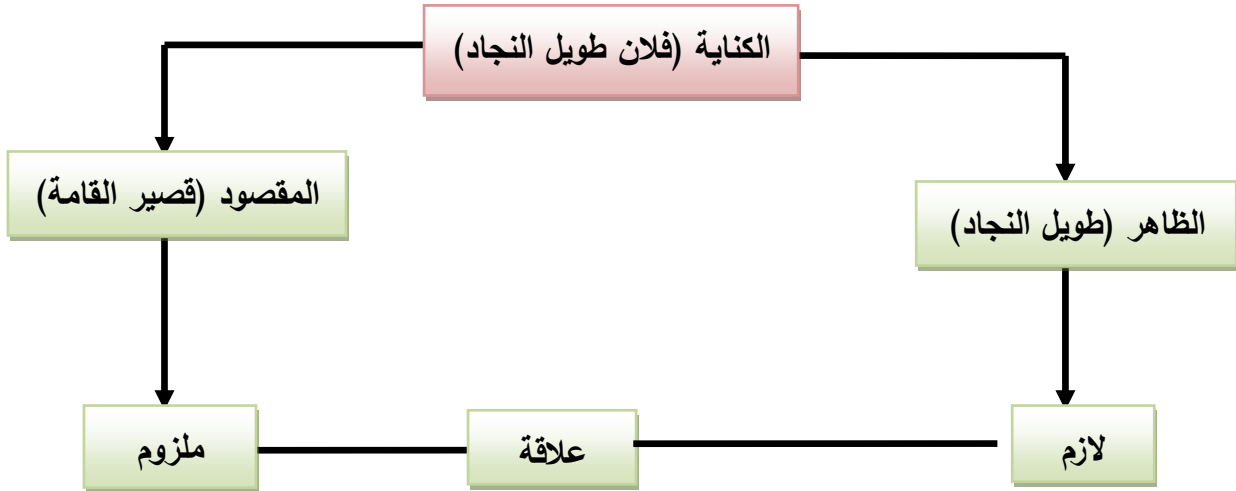 الكناية (فلان طويل النجاد)
المقصود (قصير القامة)
الظاهر (طويل النجاد)
لازم
علاقة
ملزوم